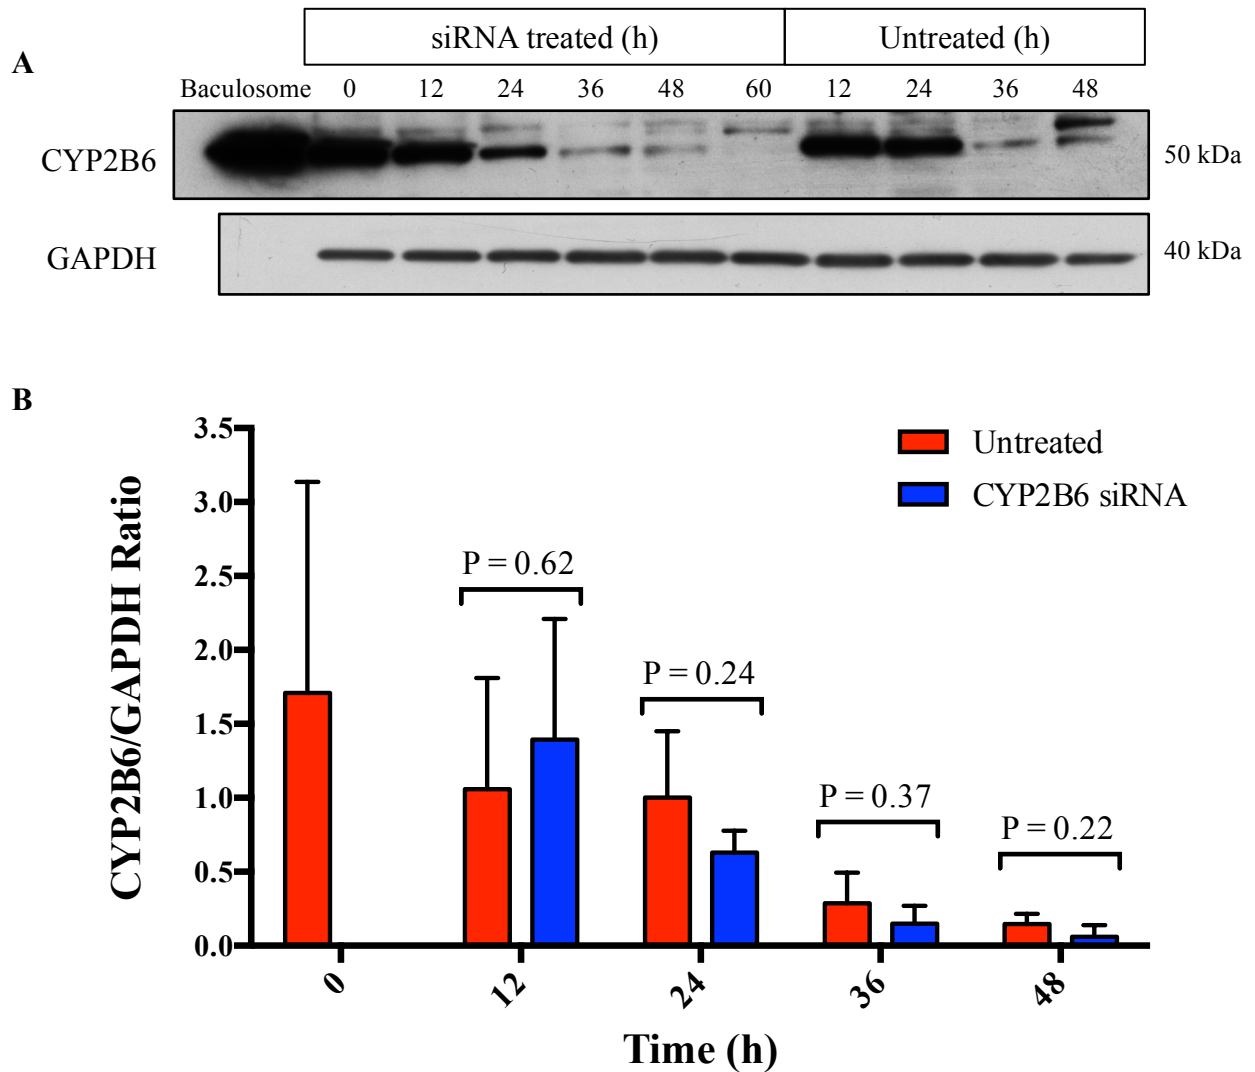 A
siRNA treated (h) Untreated (h)
Baculosome 0 12 24 36 48 60 12 24 36 48
CYP2B6 50 kDa
GAPDH 40 kDa
B
CYP2B6/GAPDH Ratio
3.5
3.0
2.5
2.0
1.5
1.0
0.5
0.0
Untreated
CYP2B6 siRNA
P = 0.62
P = 0.24
P = 0.37
P = 0.22
0 12 24 36 48
Time (h)